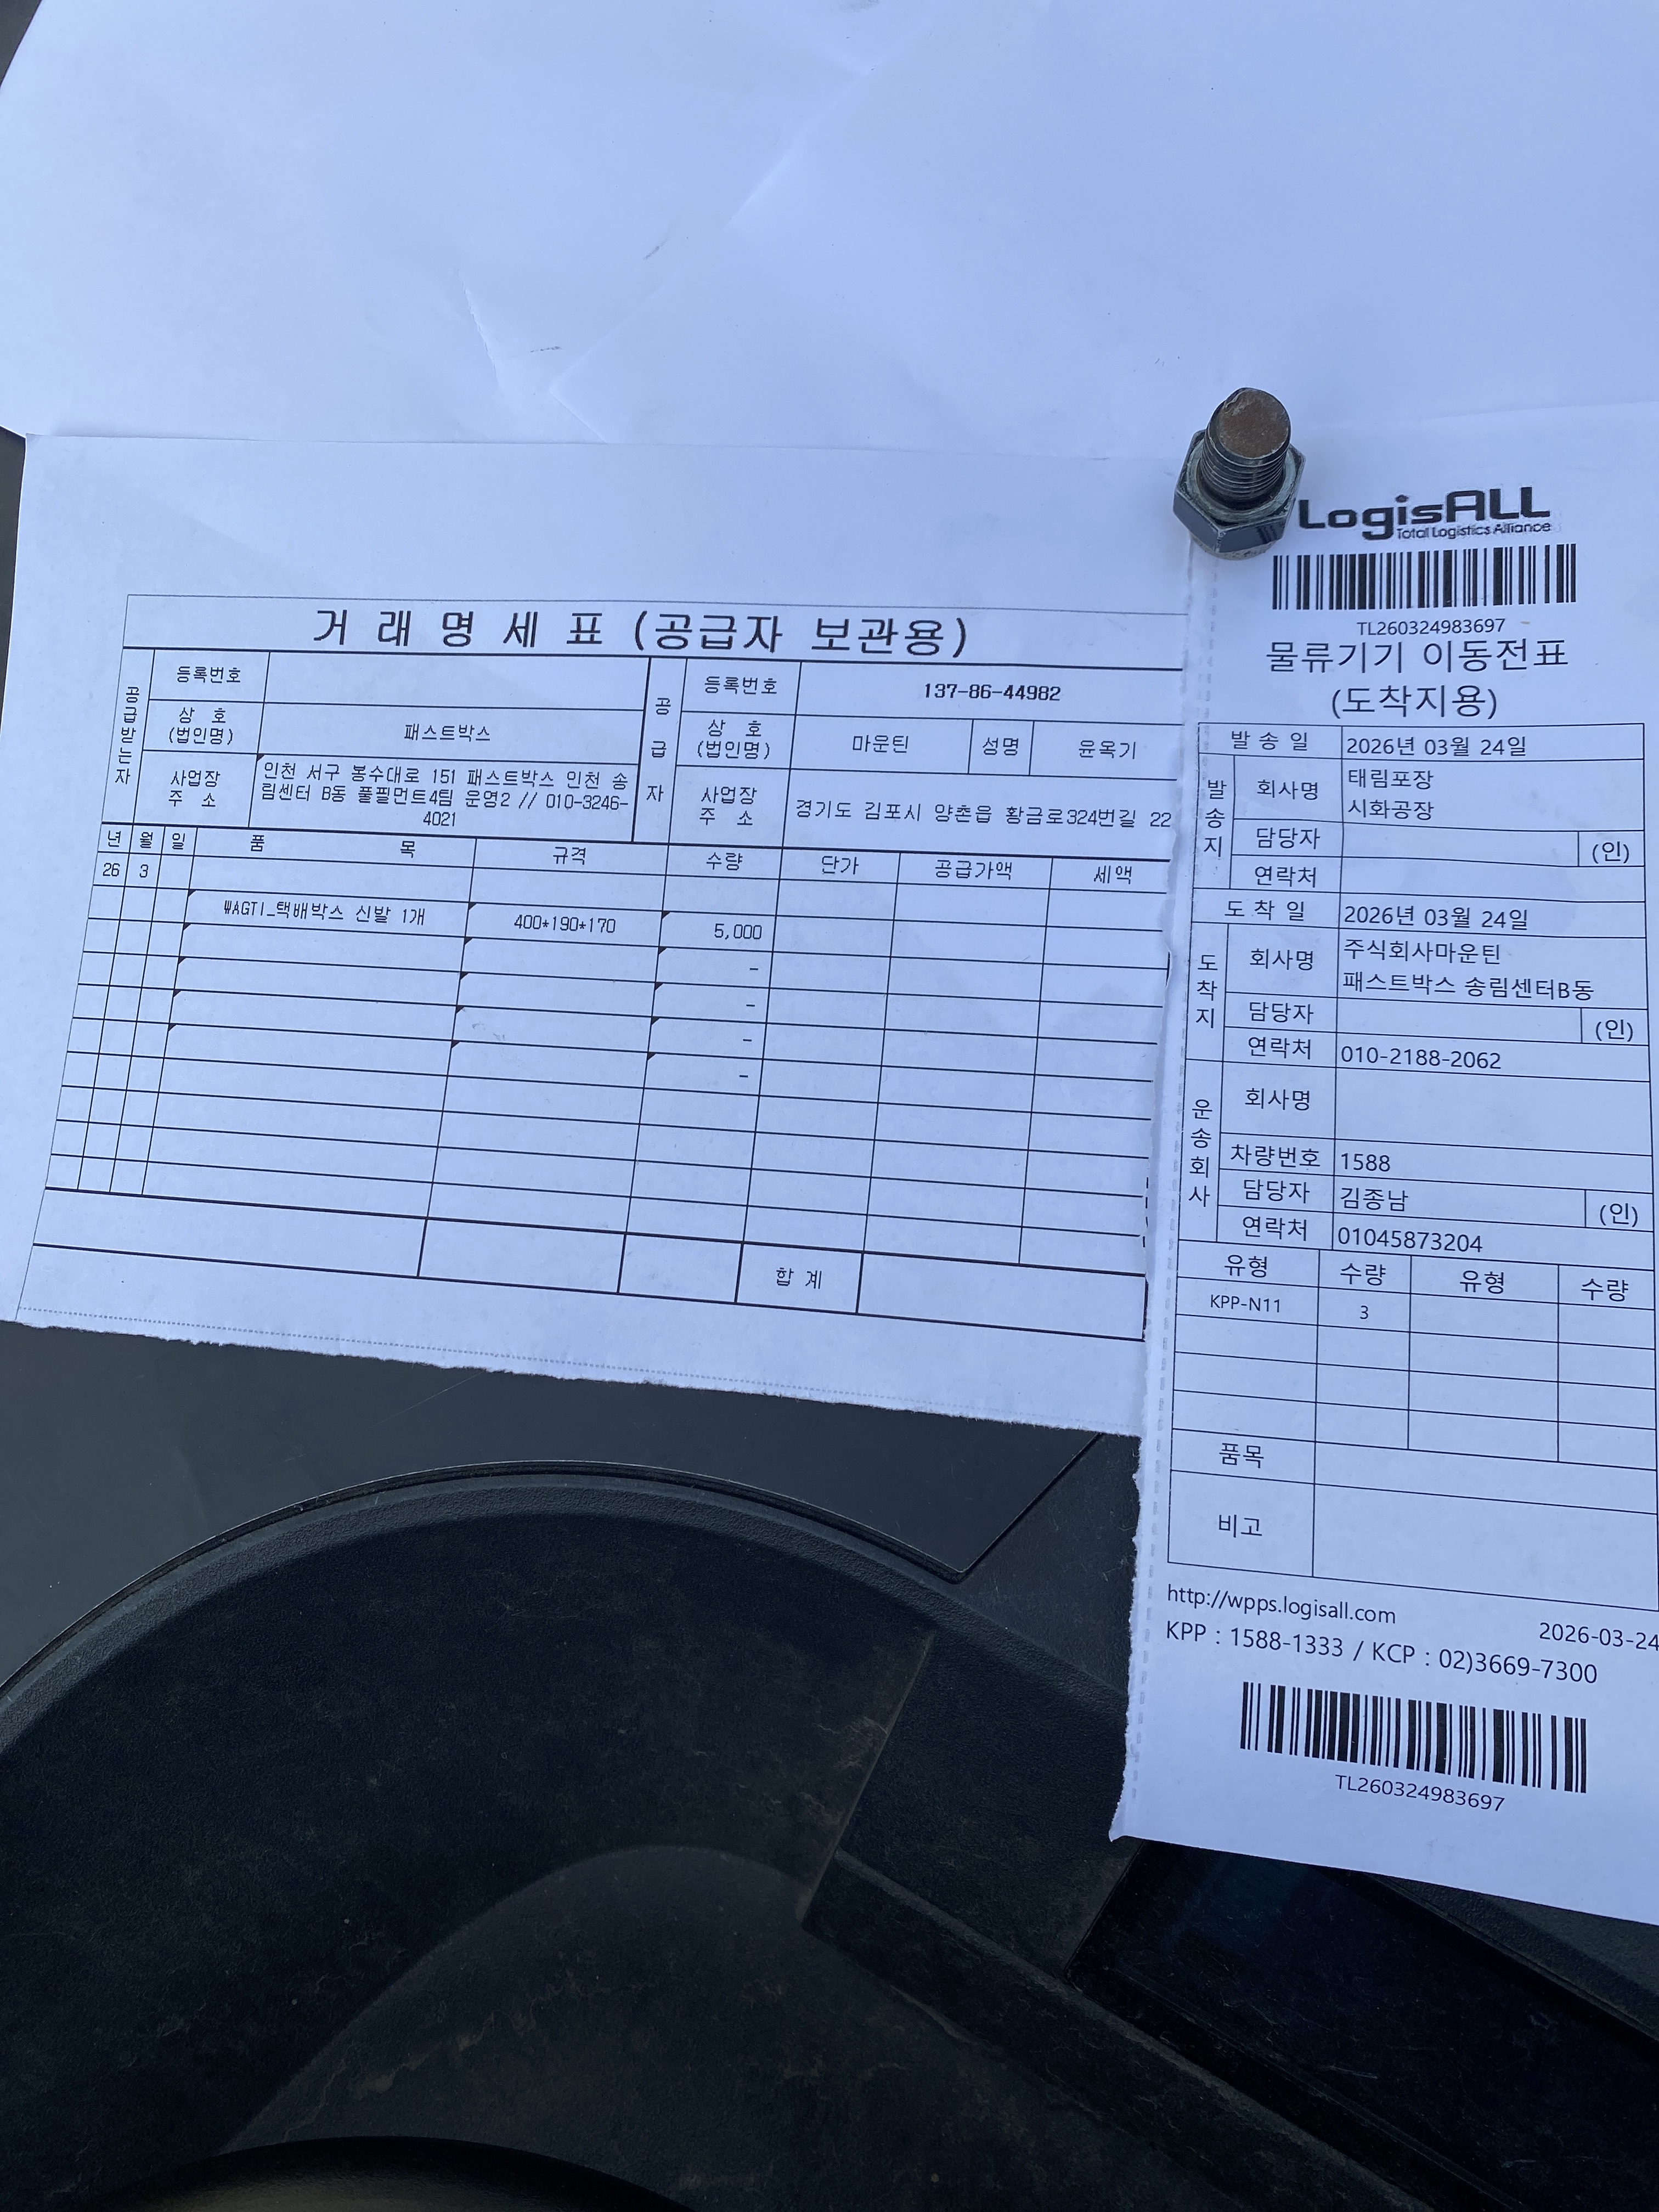 거 래 명 세 표 (공급자 보관용)
공급받는자
등록번호
상 호
(법인명)
패스트박스
사업장
주 소
인천 서구 봉수대로 151 패스트박스 인천 송
림센터 B동 풀필먼트4팀 운영2 // 010-3246-
4021
공급자
등록번호
137-86-44982
상 호
(법인명)
마운틴
성명
윤옥기
사업장
주 소
경기도 김포시 양촌읍 황금로324번길 22
년 월 일 품 목 규격 수량 단가 공급가액 세액
26 3
WAGTI_택배박스 신발 1개 400*190*170 5,000
-
-
-
-
합 계
LogisALL
Total Logistics Alliance
TL260324983697
물류기기 이동전표
(도착지용)
발 송 일 2026년 03월 24일
발송지
회사명 태림포장
시화공장
담당자 (인)
연락처
도 착 일 2026년 03월 24일
도착지
회사명 주식회사마운틴
패스트박스 송림센터B동
담당자 (인)
연락처 010-2188-2062
운송회사
회사명
차량번호 1588
담당자 김종남 (인)
연락처 01045873204
유형 수량 유형 수량
KPP-N11 3
품목
비고
http://wpps.logisall.com
2026-03-24
KPP : 1588-1333 / KCP : 02)3669-7300
TL260324983697